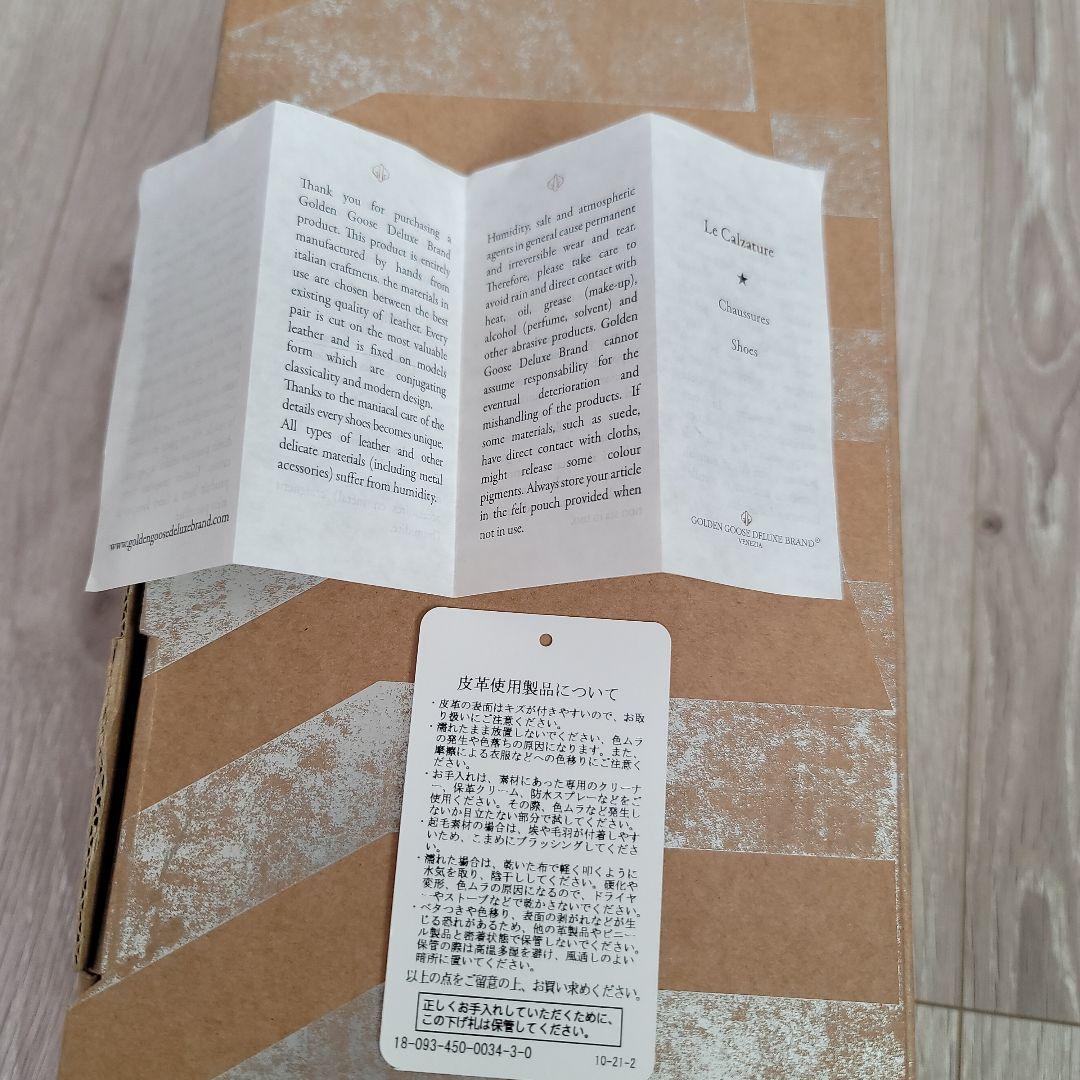 www.goldengoosedeluxebrand.com
Thank you for purchasing a
Golden Goose Deluxe Brand
product. This product is entirely
manufactured by hands from
italian craftmens. the materials in
use are chosen between the best
existing quality of leather. Every
pair is cut on the most valuable
leather and is fixed on models
form which are conjugating
classicality and modern design.
Thanks to the maniacal care of the
details every shoes becomes unique.
All types of leather and other
delicate materials (including metal
acessories) suffer from humidity.
Humidity, salt and atmospheric
agents in general cause permanent
and irreversible wear and tear.
Therefore, please take care to
avoid rain and direct contact with
heat, oil, grease (make-up),
alcohol (perfume, solvent) and
other abrasive products. Golden
Goose Deluxe Brand cannot
assume responsability for the
eventual deterioration and
mishandling of the products. If
some materials, such as suede,
have direct contact with cloths,
might release some colour
pigments. Always store your article
in the felt pouch provided when
not in use.
Le Calzature
Chaussures
Shoes
GOLDEN GOOSE DELUXE BRAND®
VENEZIA
皮革使用製品について
・皮革の表面はキズが付きやすいので、お取
り扱いにご注意ください。
・濡れたまま放置しないでください、色ムラ
の発生や色落ちの原因になります。また、
摩擦による衣服などへの色移りにご注意く
ださい。
・お手入れは、素材にあった専用のクリーナ
ー、保革クリーム、防水スプレーなどをご
使用ください。その際、色ムラなど発生し
ないか目立たない部分で試してください。
・起毛素材の場合は、埃や毛羽が付着しやす
いため、こまめにブラッシングしてくださ
い。
・濡れた場合は、乾いた布で軽く叩くように
水気を取り、陰干ししてください。硬化や
変形、色ムラの原因になるので、ドライヤ
ーやストーブなどで乾かさないでください。
・ベタつきや色移り、表面の剥がれなどが生
じる恐れがあるため、他の革製品やビニー
ル製品と密着状態で保管しないでください。
保管の際は高温多湿を避け、風通しのよい
暗所に置いてください。
以上の点をご留意の上、お買い求めください。
正しくお手入れしていただくために、
この下げ札は保管してください。
18-093-450-0034-3-0
10-21-2